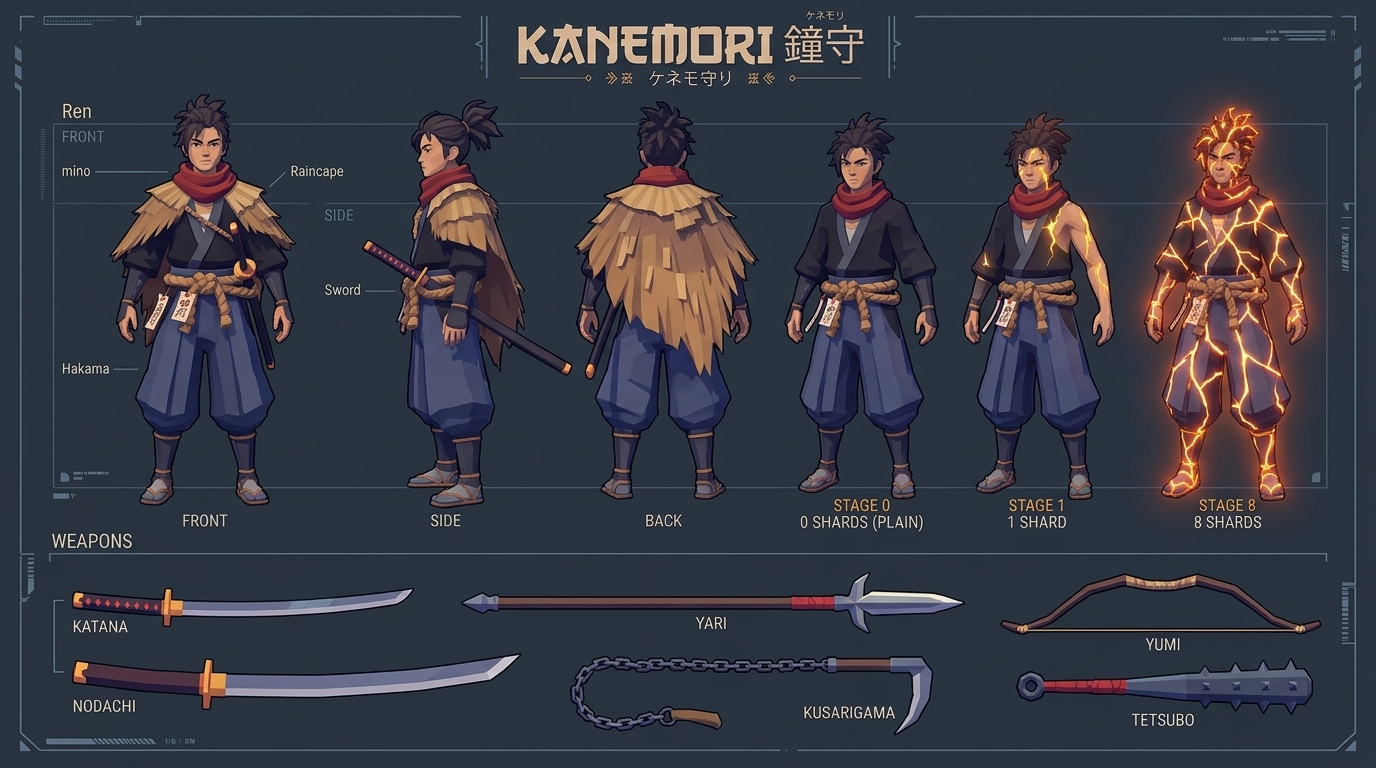 ケネモリ
KANEMORI 鐘守
ケネモ守り
Ren
FRONT
mino
Raincape
SIDE
Sword
Hakama
FRONT
SIDE
BACK
STAGE 0
0 SHARDS (PLAIN)
STAGE 1
1 SHARD
STAGE 8
8 SHARDS
WEAPONS
KATANA
YARI
YUMI
NODACHI
KUSARIGAMA
TETSUBO